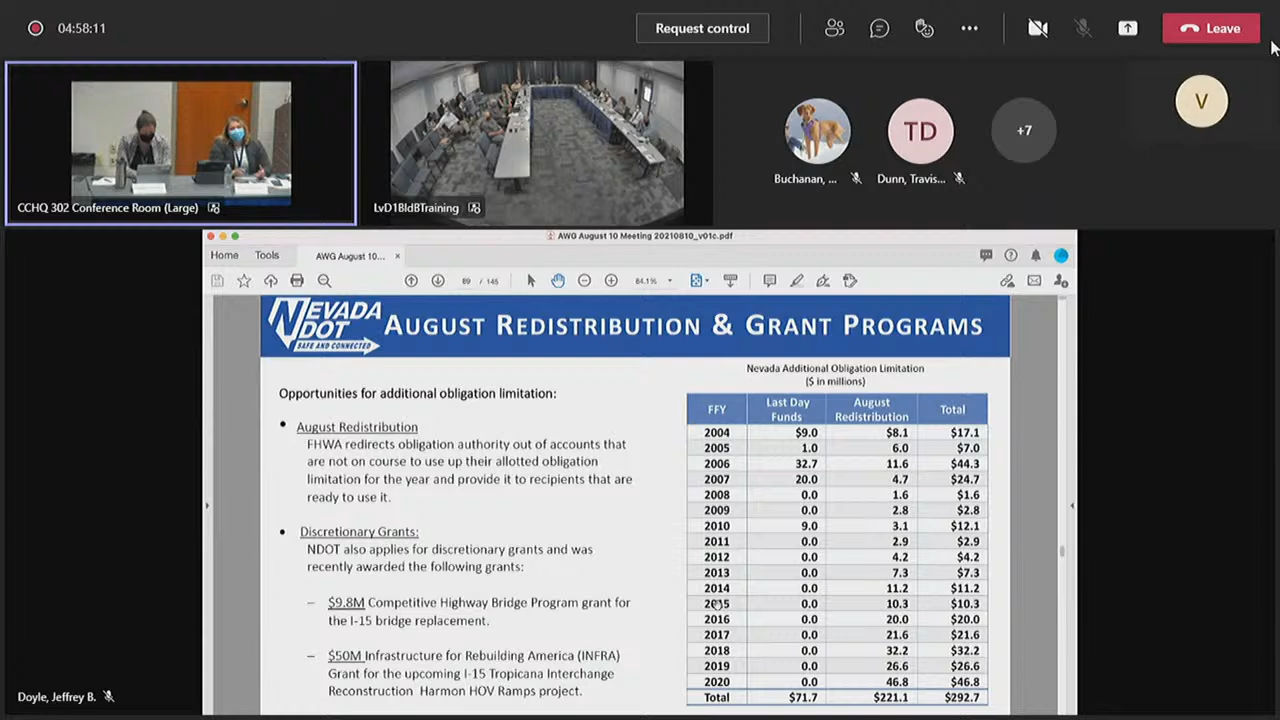 04:58:11
Request control
Leave
CCHQ 302 Conference Room (Large)
LvD1BldBTraining
Buchanan, ...
TD
Dunn, Travis...
+7
V
AWG August 10 Meeting 20210810_v01c.pdf
Home Tools AWG August 10... ×
89 / 145
84.1%
NEVADA
DOT
SAFE AND CONNECTED
AUGUST REDISTRIBUTION & GRANT PROGRAMS
Opportunities for additional obligation limitation:
• August Redistribution
FHWA redirects obligation authority out of accounts that
are not on course to use up their allotted obligation
limitation for the year and provide it to recipients that are
ready to use it.
• Discretionary Grants:
NDOT also applies for discretionary grants and was
recently awarded the following grants:
– $9.8M Competitive Highway Bridge Program grant for
the I-15 bridge replacement.
– $50M Infrastructure for Rebuilding America (INFRA)
Grant for the upcoming I-15 Tropicana Interchange
Reconstruction Harmon HOV Ramps project.
Nevada Additional Obligation Limitation
($ in millions)
FFY Last Day Funds August Redistribution Total
2004 $9.0 $8.1 $17.1
2005 1.0 6.0 $7.0
2006 32.7 11.6 $44.3
2007 20.0 4.7 $24.7
2008 0.0 1.6 $1.6
2009 0.0 2.8 $2.8
2010 9.0 3.1 $12.1
2011 0.0 2.9 $2.9
2012 0.0 4.2 $4.2
2013 0.0 7.3 $7.3
2014 0.0 11.2 $11.2
2015 0.0 10.3 $10.3
2016 0.0 20.0 $20.0
2017 0.0 21.6 $21.6
2018 0.0 32.2 $32.2
2019 0.0 26.6 $26.6
2020 0.0 46.8 $46.8
Total $71.7 $221.1 $292.7
Doyle, Jeffrey B.